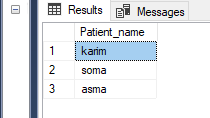 Results Messages
Patient_name
1 karim
2 soma
3 asma